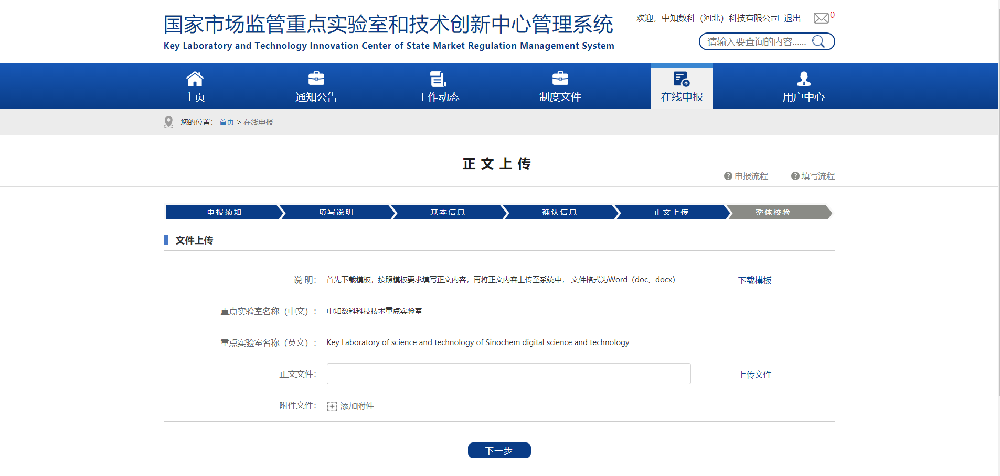 国家市场监管重点实验室和技术创新中心管理系统
Key Laboratory and Technology Innovation Center of State Market Regulation Management System
欢迎，中知数科（河北）科技有限公司 退出 0
请输入要查询的内容......
主页 通知公告 工作动态 制度文件 在线申报 用户中心
您的位置： 首页 > 在线申报
正文上传
? 申报流程 ? 填写流程
申报须知 填写说明 基本信息 确认信息 正文上传 整体校验
文件上传
说 明： 首先下载模板，按照模板要求填写正文内容，再将正文内容上传至系统中， 文件格式为Word（doc、docx） 下载模板
重点实验室名称（中文）： 中知数科科技技术重点实验室
重点实验室名称（英文）： Key Laboratory of science and technology of Sinochem digital science and technology
正文文件： 上传文件
附件文件： 添加附件
下一步